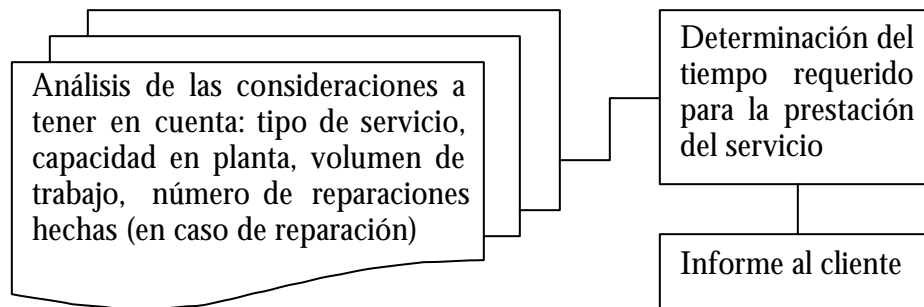 Análisis de las consideraciones a
tener en cuenta: tipo de servicio,
capacidad en planta, volumen de
trabajo, número de reparaciones
hechas (en caso de reparación)
Determinación del
tiempo requerido
para la prestación
del servicio
Informe al cliente